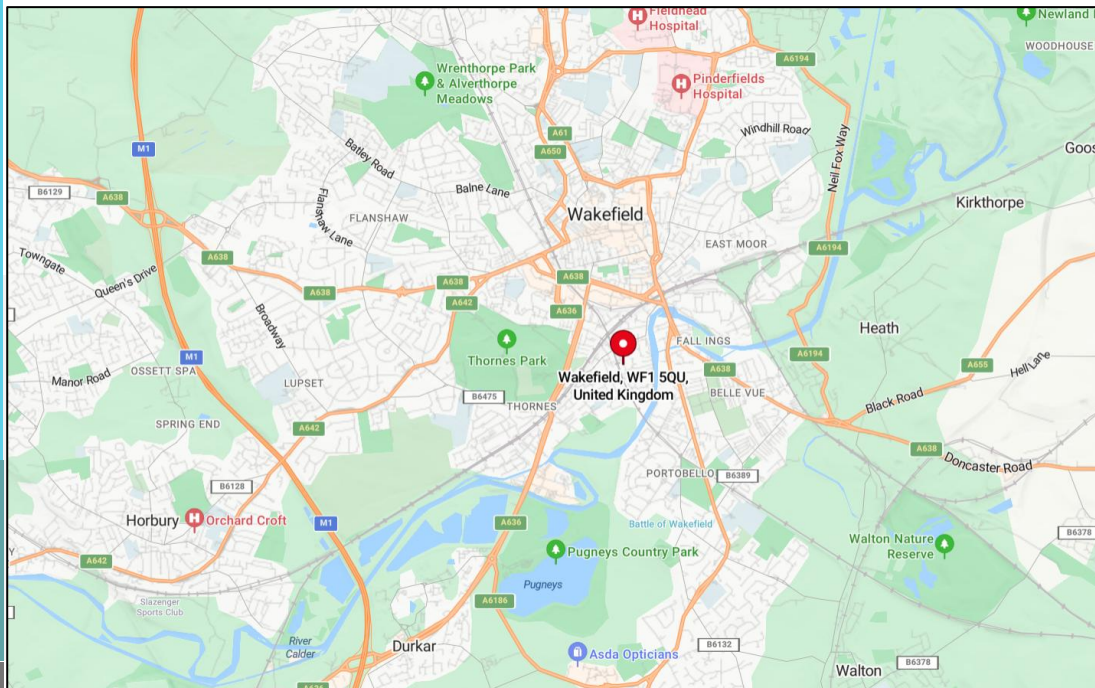 Fieldhead
Hospital
Newland
WOODHOUSE
Wrenthorpe Park
& Alverthorpe
Meadows
A6194
Pinderfields
Hospital
A61
Windhill Road
Neil Fox Way
M1
A650
Batley Road
Balne Lane
B6129
A638
Flanshaw Lane
FLANSHAW
Wakefield
Kirkthorpe
EAST MOOR
A6194
Towngate
Queen's Drive
A638
A638
A638
A638
A642
A636
Broadway
Thornes Park
FALL INGS
Heath
M1
A6194
A638
A655
Hell Lane
Manor Road
OSSETT SPA
LUPSET
Wakefield, WF1 5QU,
United Kingdom
BELLE VUE
Black Road
B6475
THORNES
SPRING END
A642
A638
Doncaster Road
PORTOBELLO
B6389
B6128
Horbury
Orchard Croft
M1
A636
Battle of Wakefield
B6378
Walton Nature
Reserve
Pugneys Country Park
A642
Pugneys
A6186
Slazenger
Sports Club
River
Calder
Durkar
Asda Opticians
B6132
B6378
Walton